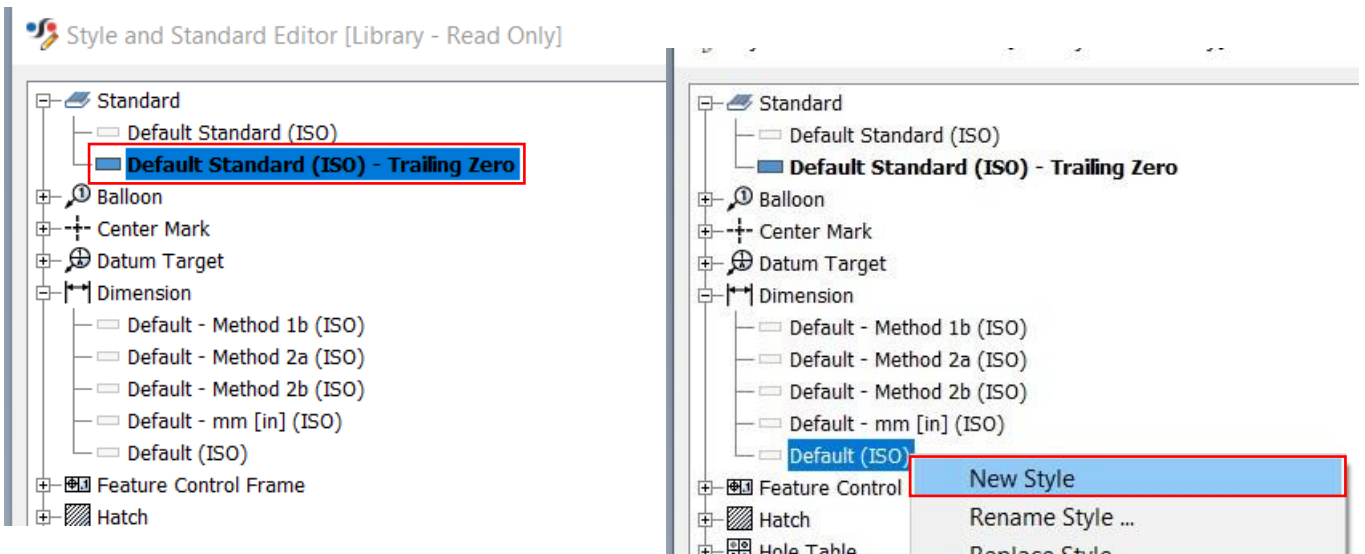 Style and Standard Editor [Library - Read Only]
Standard
Default Standard (ISO)
Default Standard (ISO) - Trailing Zero
Balloon
Center Mark
Datum Target
Dimension
Default - Method 1b (ISO)
Default - Method 2a (ISO)
Default - Method 2b (ISO)
Default - mm [in] (ISO)
Default (ISO)
Feature Control Frame
Hatch
Standard
Default Standard (ISO)
Default Standard (ISO) - Trailing Zero
Balloon
Center Mark
Datum Target
Dimension
Default - Method 1b (ISO)
Default - Method 2a (ISO)
Default - Method 2b (ISO)
Default - mm [in] (ISO)
Default (ISO)
Feature Control
Hatch
Hole Table
New Style
Rename Style ...
Replace Style